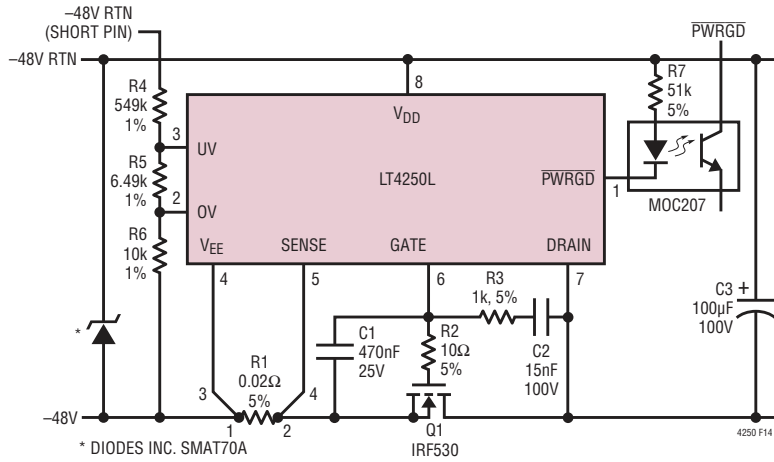 –48V RTN
(SHORT PIN)
–48V RTN
R4
549k
1%
R5
6.49k
1%
R6
10k
1%
*
3
2
UV
OV
8
VDD
LT4250L
PWRGD
1
VEE
SENSE
GATE
DRAIN
4
5
6
7
R7
51k
5%
PWRGD
MOC207
R3
1k, 5%
C1
470nF
25V
R2
10Ω
5%
C2
15nF
100V
C3
100µF
100V
+
R1
0.02Ω
5%
3
4
1
2
–48V
Q1
IRF530
* DIODES INC. SMAT70A
4250 F14